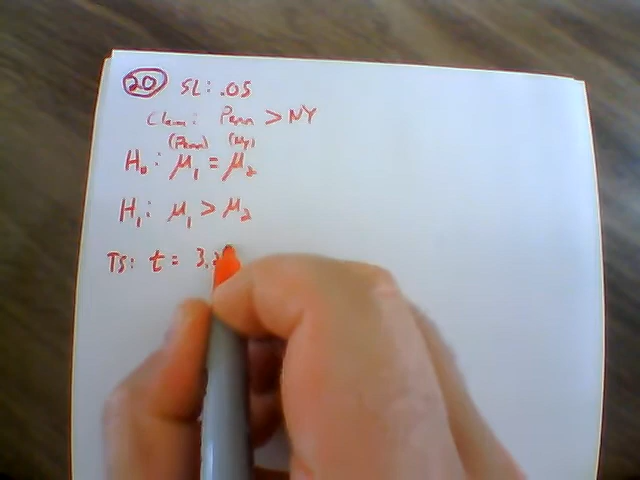 20 SL: .05
Claim: Penn > NY
(Penn) (NY)
H₀: μ₁ = μ₂
H₁: μ₁ > μ₂
TS: t = 3.